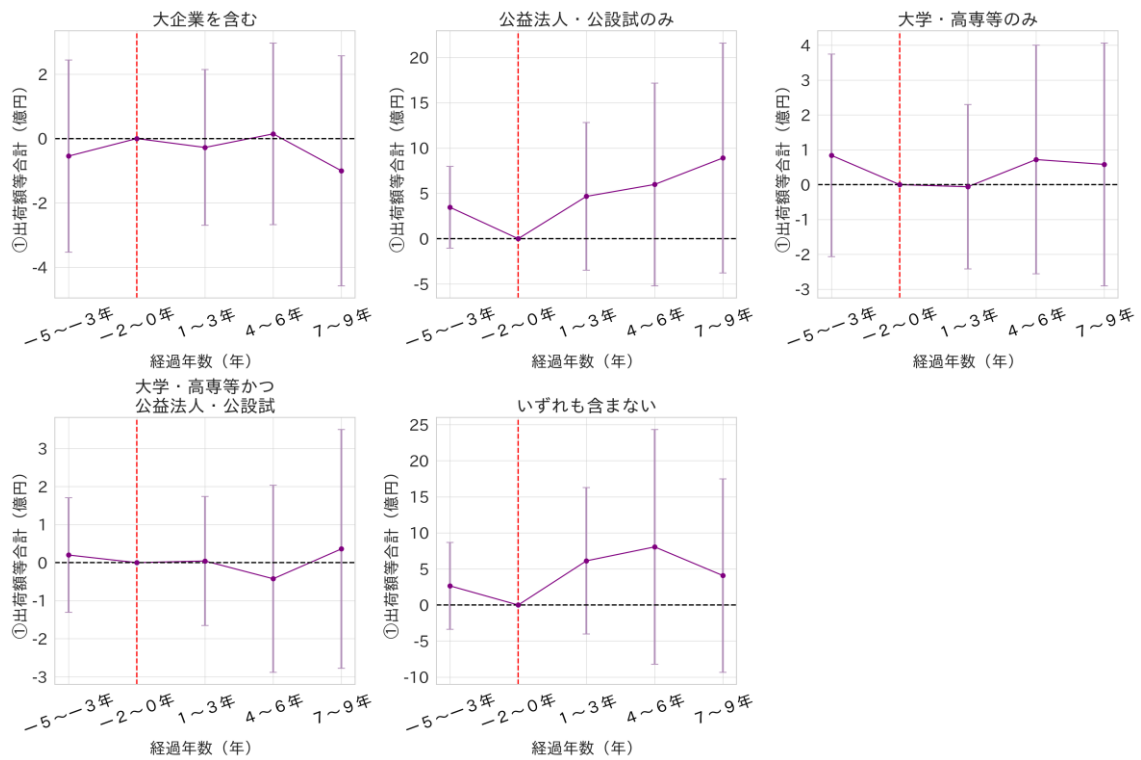 大企業を含む
①出荷額等合計（億円）
2
0
-2
-4
－5～－3年
－2～0年
1～3年
4～6年
7～9年
経過年数（年）
公益法人・公設試のみ
①出荷額等合計（億円）
20
15
10
5
0
-5
－5～－3年
－2～0年
1～3年
4～6年
7～9年
経過年数（年）
大学・高専等のみ
①出荷額等合計（億円）
4
3
2
1
0
-1
-2
-3
－5～－3年
－2～0年
1～3年
4～6年
7～9年
経過年数（年）
大学・高専等かつ
公益法人・公設試
①出荷額等合計（億円）
3
2
1
0
-1
-2
-3
－5～－3年
－2～0年
1～3年
4～6年
7～9年
経過年数（年）
いずれも含まない
①出荷額等合計（億円）
25
20
15
10
5
0
-5
-10
－5～－3年
－2～0年
1～3年
4～6年
7～9年
経過年数（年）